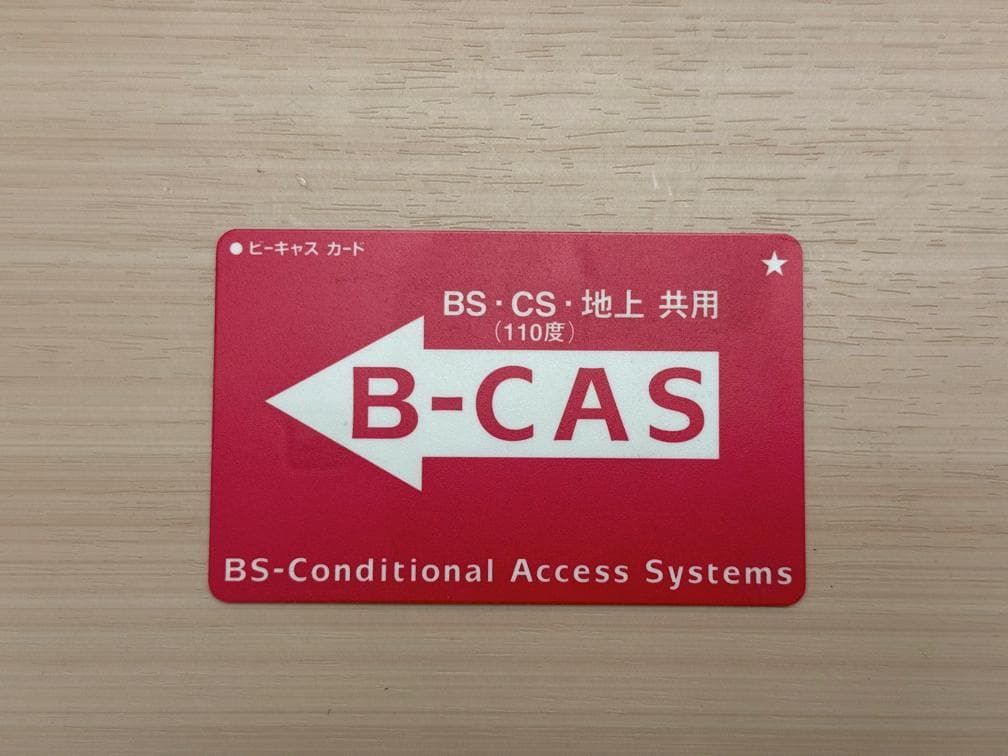 ●ビーキャス カード
★
BS・CS・地上 共用
(110度)
B-CAS
BS-Conditional Access Systems